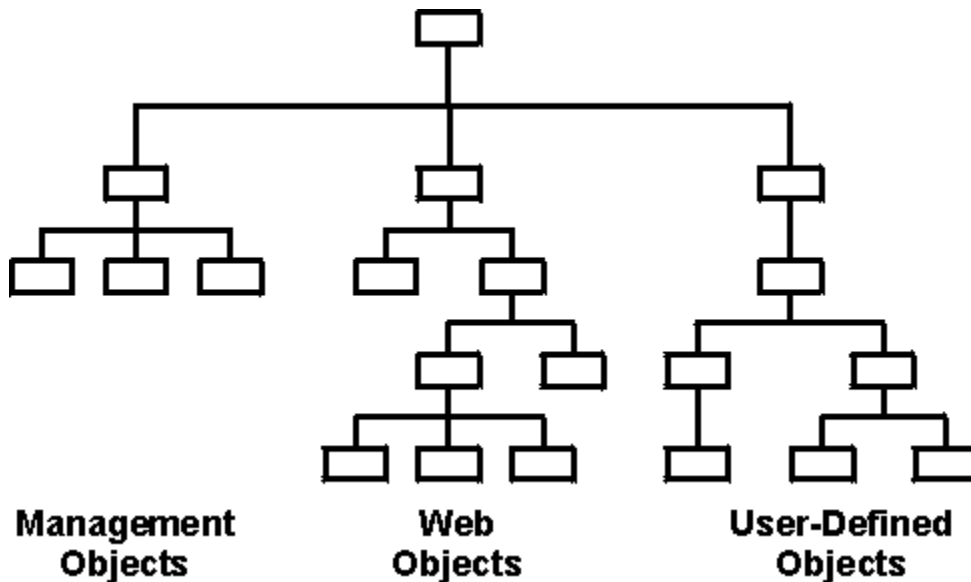 Management
Objects
Web
Objects
User-Defined
Objects